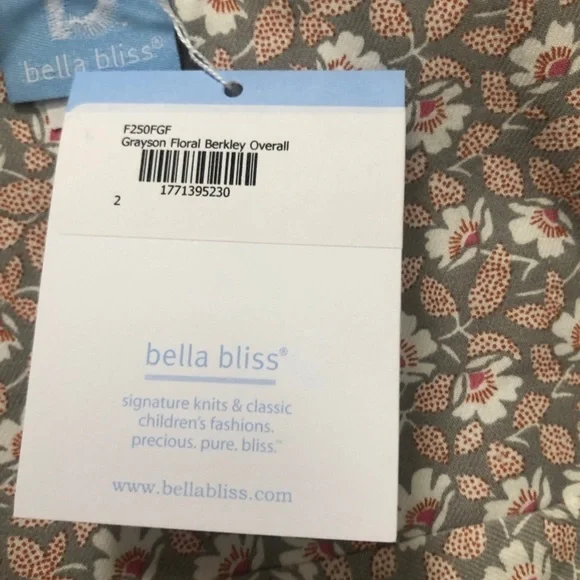 bella bliss®
F250FGF
Grayson Floral Berkley Overall
1771395230
2
bella bliss®
signature knits & classic
children's fashions.
precious. pure. bliss.™
www.bellabliss.com